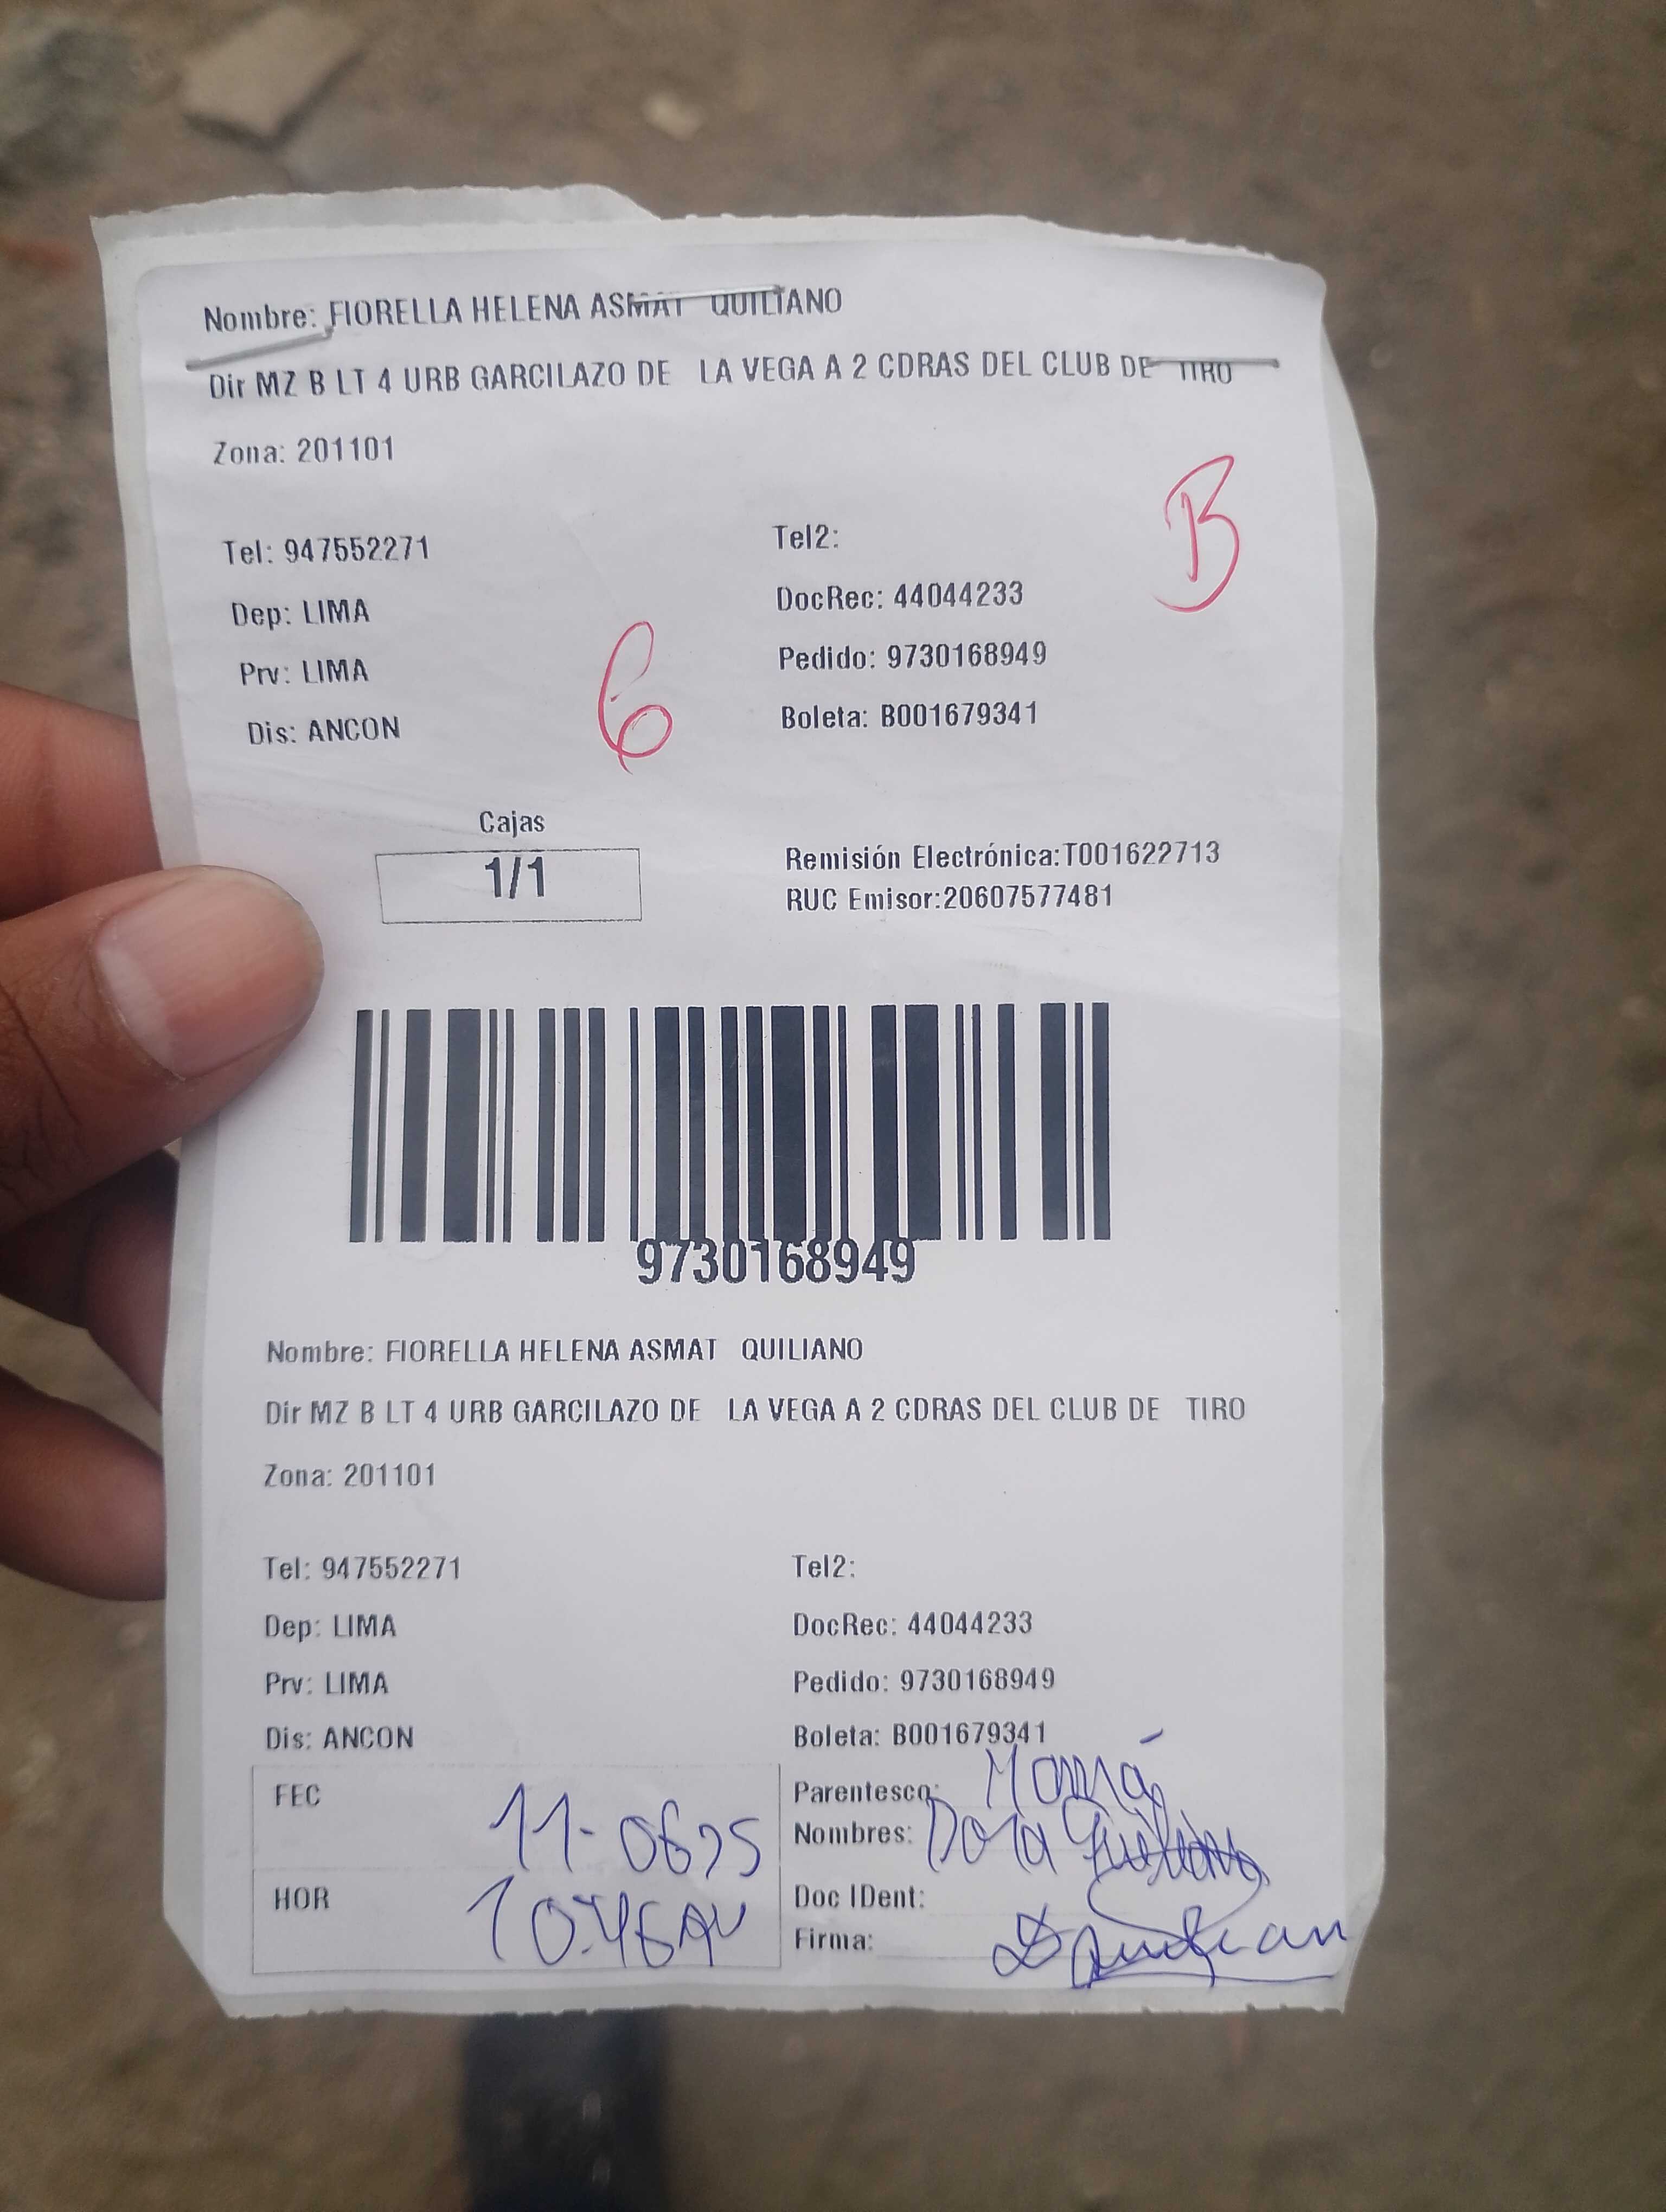 Nombre: FIORELLA HELENA ASMAT QUILIANO
Dir MZ B LT 4 URB GARCILAZO DE LA VEGA A 2 CDRAS DEL CLUB DE TIRO
Zona: 201101
B
Tel: 947552271
Tel2:
Dep: LIMA
DocRec: 44044233
Prv: LIMA
Pedido: 9730168949
6
Dis: ANCON
Boleta: B001679341
Cajas
1/1
Remisión Electrónica:T001622713
RUC Emisor:20607577481
9730168949
Nombre: FIORELLA HELENA ASMAT QUILIANO
Dir MZ B LT 4 URB GARCILAZO DE LA VEGA A 2 CDRAS DEL CLUB DE TIRO
Zona: 201101
Tel: 947552271
Tel2:
Dep: LIMA
DocRec: 44044233
Prv: LIMA
Pedido: 9730168949
Dis: ANCON
Boleta: B001679341
FEC 11-0625
Parentesco: Mamá
Nombres: Dora Quiliano
HOR 10:46
Doc IDent:
Firma: